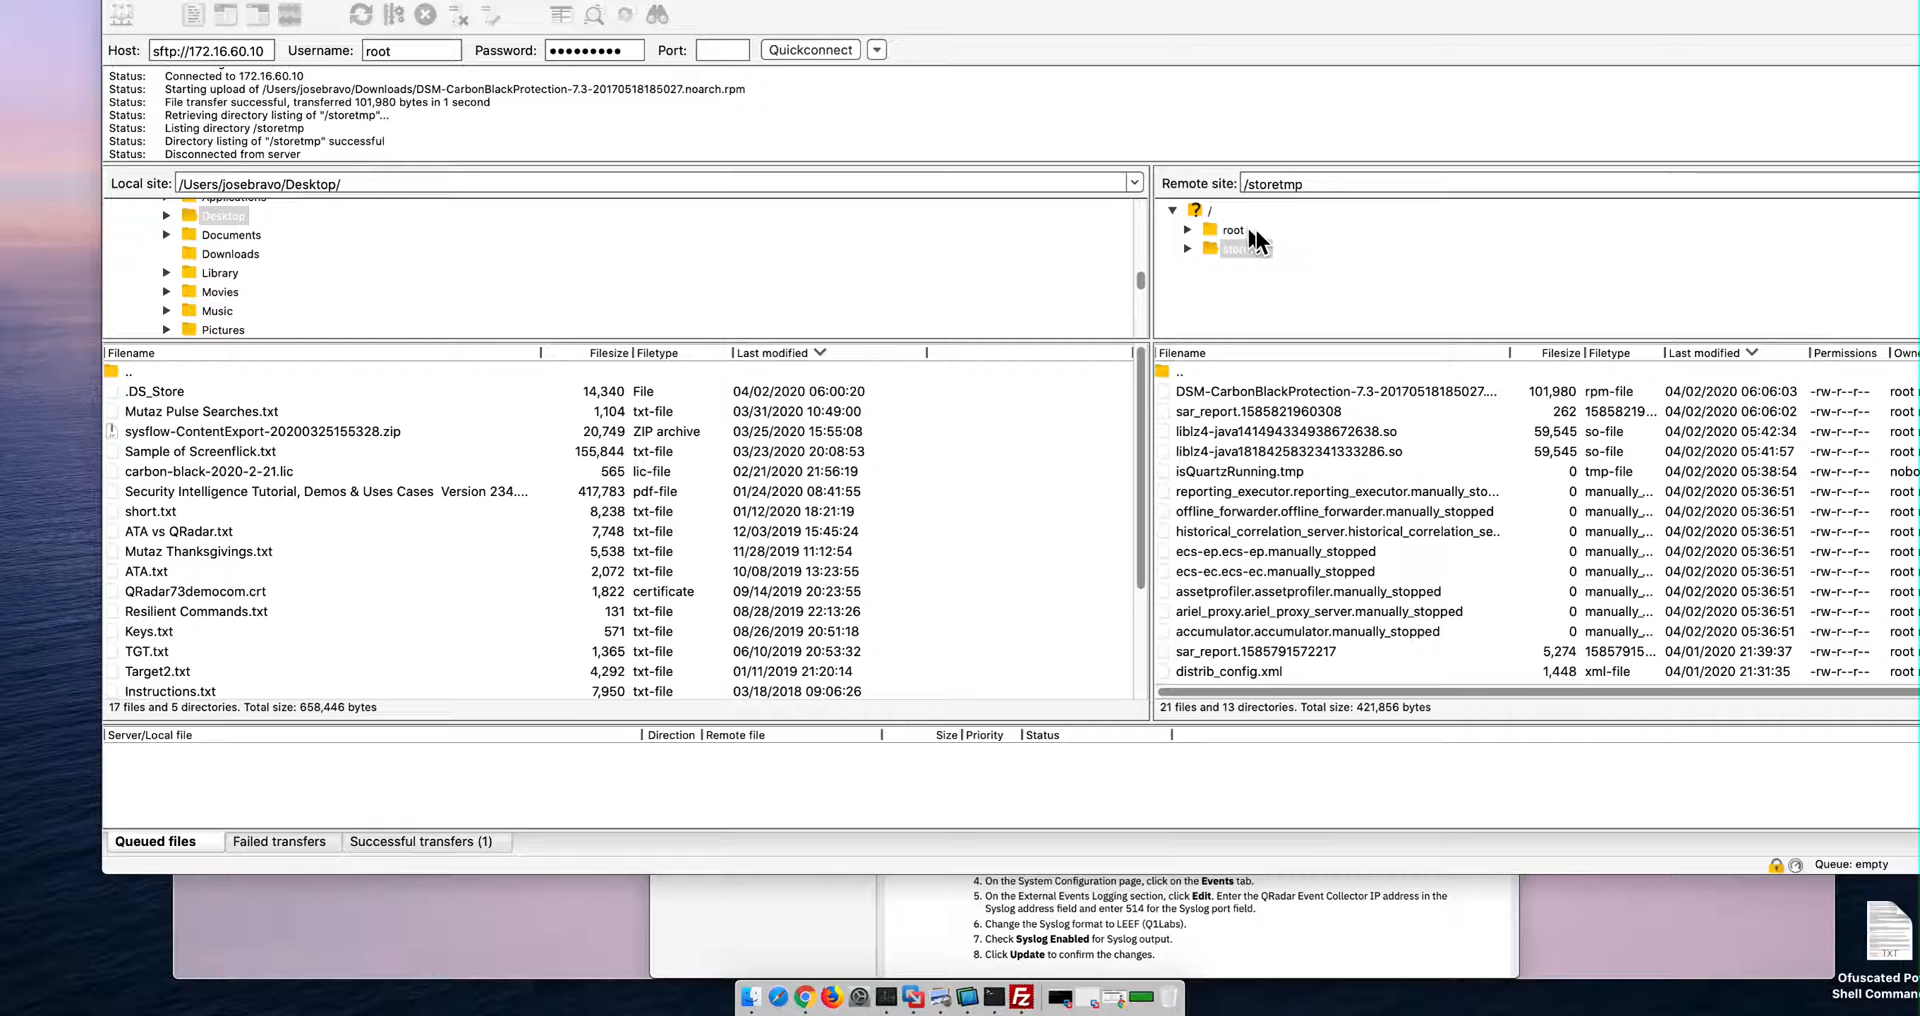 Host: sftp://172.16.60.10 Username: root Password: ●●●●●●●●● Port: Quickconnect
Status: Connected to 172.16.60.10
Status: Starting upload of /Users/josebravo/Downloads/DSM-CarbonBlackProtection-7.3-20170518185027.noarch.rpm
Status: File transfer successful, transferred 101,980 bytes in 1 second
Status: Retrieving directory listing of "/storetmp"...
Status: Listing directory /storetmp
Status: Directory listing of "/storetmp" successful
Status: Disconnected from server
Local site: /Users/josebravo/Desktop/
Applications
Desktop
Documents
Downloads
Library
Movies
Music
Pictures
Remote site: /storetmp
/
root
Filename Filesize Filetype Last modified
..
.DS_Store 14,340 File 04/02/2020 06:00:20
Mutaz Pulse Searches.txt 1,104 txt-file 03/31/2020 10:49:00
sysflow-ContentExport-20200325155328.zip 20,749 ZIP archive 03/25/2020 15:55:08
Sample of Screenflick.txt 155,844 txt-file 03/23/2020 20:08:53
carbon-black-2020-2-21.lic 565 lic-file 02/21/2020 21:56:19
Security Intelligence Tutorial, Demos & Uses Cases Version 234.... 417,783 pdf-file 01/24/2020 08:41:55
short.txt 8,238 txt-file 01/12/2020 18:21:19
ATA vs QRadar.txt 7,748 txt-file 12/03/2019 15:45:24
Mutaz Thanksgivings.txt 5,538 txt-file 11/28/2019 11:12:54
ATA.txt 2,072 txt-file 10/08/2019 13:23:55
QRadar73democom.crt 1,822 certificate 09/14/2019 20:23:55
Resilient Commands.txt 131 txt-file 08/28/2019 22:13:26
Keys.txt 571 txt-file 08/26/2019 20:51:18
TGT.txt 1,365 txt-file 06/10/2019 20:53:32
Target2.txt 4,292 txt-file 01/11/2019 21:20:14
Instructions.txt 7,950 txt-file 03/18/2018 09:06:26
17 files and 5 directories. Total size: 658,446 bytes
Filename Filesize Filetype Last modified Permissions Owne
..
DSM-CarbonBlackProtection-7.3-20170518185027.... 101,980 rpm-file 04/02/2020 06:06:03 -rw-r--r-- root
sar_report.1585821960308 262 15858219... 04/02/2020 06:06:02 -rw-r--r-- root
liblz4-java141494334938672638.so 59,545 so-file 04/02/2020 05:42:34 -rw-r--r-- root
liblz4-java1818425832341333286.so 59,545 so-file 04/02/2020 05:41:57 -rw-r--r-- root
isQuartzRunning.tmp 0 tmp-file 04/02/2020 05:38:54 -rw-r--r-- nobo
reporting_executor.reporting_executor.manually_sto... 0 manually_... 04/02/2020 05:36:51 -rw-r--r-- root
offline_forwarder.offline_forwarder.manually_stopped 0 manually_... 04/02/2020 05:36:51 -rw-r--r-- root
historical_correlation_server.historical_correlation_se... 0 manually_... 04/02/2020 05:36:51 -rw-r--r-- root
ecs-ep.ecs-ep.manually_stopped 0 manually_... 04/02/2020 05:36:51 -rw-r--r-- root
ecs-ec.ecs-ec.manually_stopped 0 manually_... 04/02/2020 05:36:51 -rw-r--r-- root
assetprofiler.assetprofiler.manually_stopped 0 manually_... 04/02/2020 05:36:51 -rw-r--r-- root
ariel_proxy.ariel_proxy_server.manually_stopped 0 manually_... 04/02/2020 05:36:51 -rw-r--r-- root
accumulator.accumulator.manually_stopped 0 manually_... 04/02/2020 05:36:51 -rw-r--r-- root
sar_report.1585791572217 5,274 15857915... 04/01/2020 21:39:37 -rw-r--r-- root
distrib_config.xml 1,448 xml-file 04/01/2020 21:31:35 -rw-r--r-- root
21 files and 13 directories. Total size: 421,856 bytes
Server/Local file Direction Remote file Size Priority Status
Queued files Failed transfers Successful transfers (1)
Queue: empty
4. On the System Configuration page, click on the Events tab.
5. On the External Events Logging section, click Edit. Enter the QRadar Event Collector IP address in the
Syslog address field and enter 514 for the Syslog port field.
6. Change the Syslog format to LEEF (Q1Labs).
7. Check Syslog Enabled for Syslog output.
8. Click Update to confirm the changes.
TXT
Ofuscated Po
Shell Comman